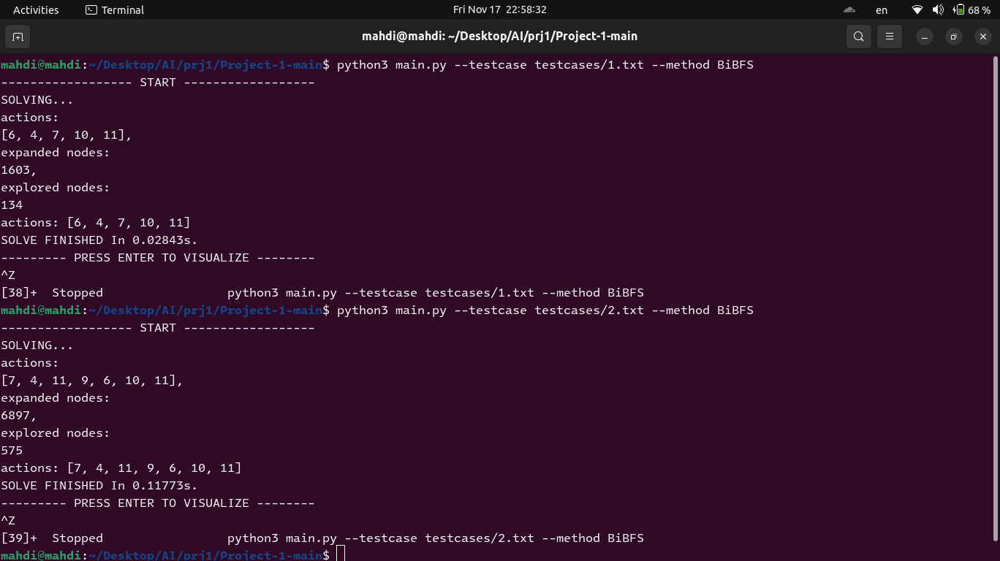 Activities Terminal Fri Nov 17 22:58:32 en 68 %
mahdi@mahdi: ~/Desktop/AI/prj1/Project-1-main
mahdi@mahdi:~/Desktop/AI/prj1/Project-1-main$ python3 main.py --testcase testcases/1.txt --method BiBFS
------------------ START ------------------
SOLVING...
actions:
[6, 4, 7, 10, 11],
expanded nodes:
1603,
explored nodes:
134
actions: [6, 4, 7, 10, 11]
SOLVE FINISHED In 0.02843s.
--------- PRESS ENTER TO VISUALIZE --------
^Z
[38]+  Stopped                 python3 main.py --testcase testcases/1.txt --method BiBFS
mahdi@mahdi:~/Desktop/AI/prj1/Project-1-main$ python3 main.py --testcase testcases/2.txt --method BiBFS
------------------ START ------------------
SOLVING...
actions:
[7, 4, 11, 9, 6, 10, 11],
expanded nodes:
6897,
explored nodes:
575
actions: [7, 4, 11, 9, 6, 10, 11]
SOLVE FINISHED In 0.11773s.
--------- PRESS ENTER TO VISUALIZE --------
^Z
[39]+  Stopped                 python3 main.py --testcase testcases/2.txt --method BiBFS
mahdi@mahdi:~/Desktop/AI/prj1/Project-1-main$